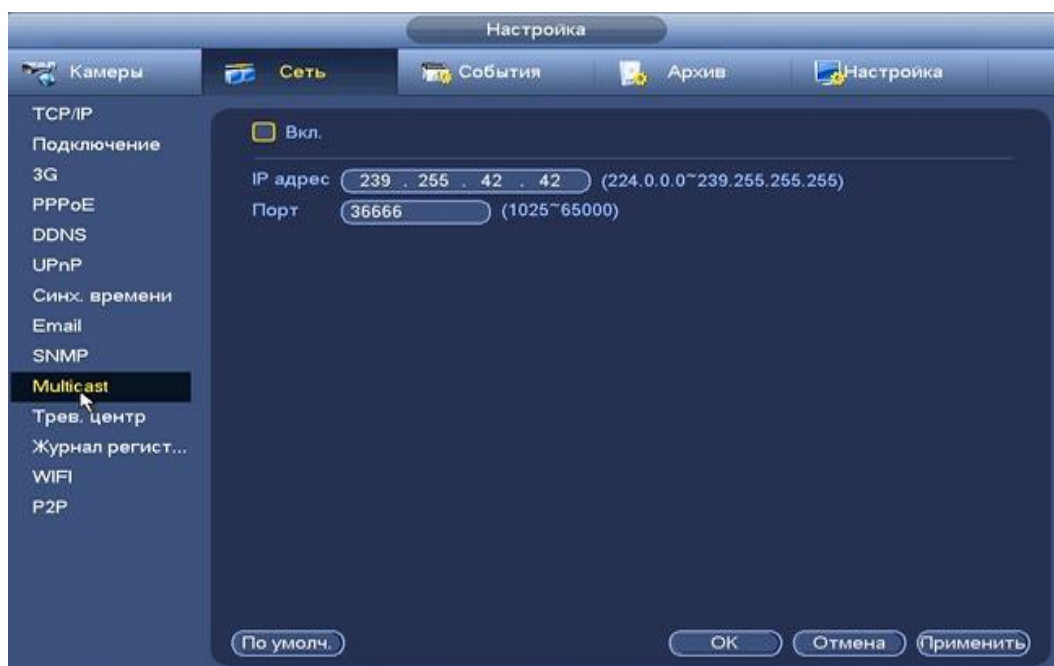 Настройка
Камеры Сеть События Архив Настройка
TCP/IP
Подключение
3G
PPPoE
DDNS
UPnP
Синх. времени
Email
SNMP
Multicast
Трев. центр
Журнал регист...
WIFI
P2P
Вкл.
IP адрес 239 . 255 . 42 . 42 (224.0.0.0~239.255.255.255)
Порт 36666 (1025~65000)
По умолч. OK Отмена Применить